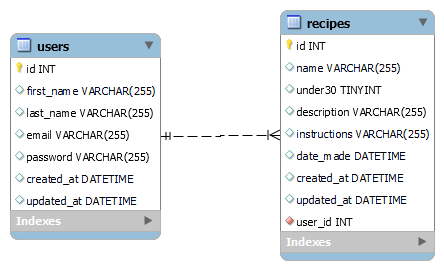 users
id INT
first_name VARCHAR(255)
last_name VARCHAR(255)
email VARCHAR(255)
password VARCHAR(255)
created_at DATETIME
updated_at DATETIME
Indexes
recipes
id INT
name VARCHAR(255)
under30 TINYINT
description VARCHAR(255)
instructions VARCHAR(255)
date_made DATETIME
created_at DATETIME
updated_at DATETIME
user_id INT
Indexes